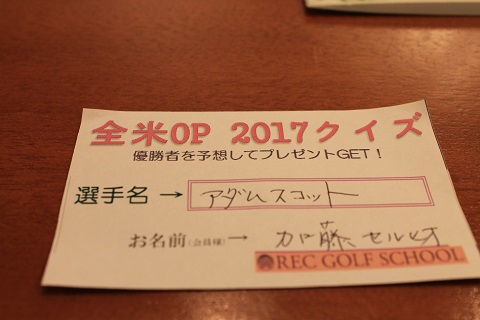 全米OP 2017クイズ
優勝者を予想してプレゼントGET！
選手名 → アダムスコット
お名前(会員様)→ 加藤 セルヒオ
REC GOLF SCHOOL